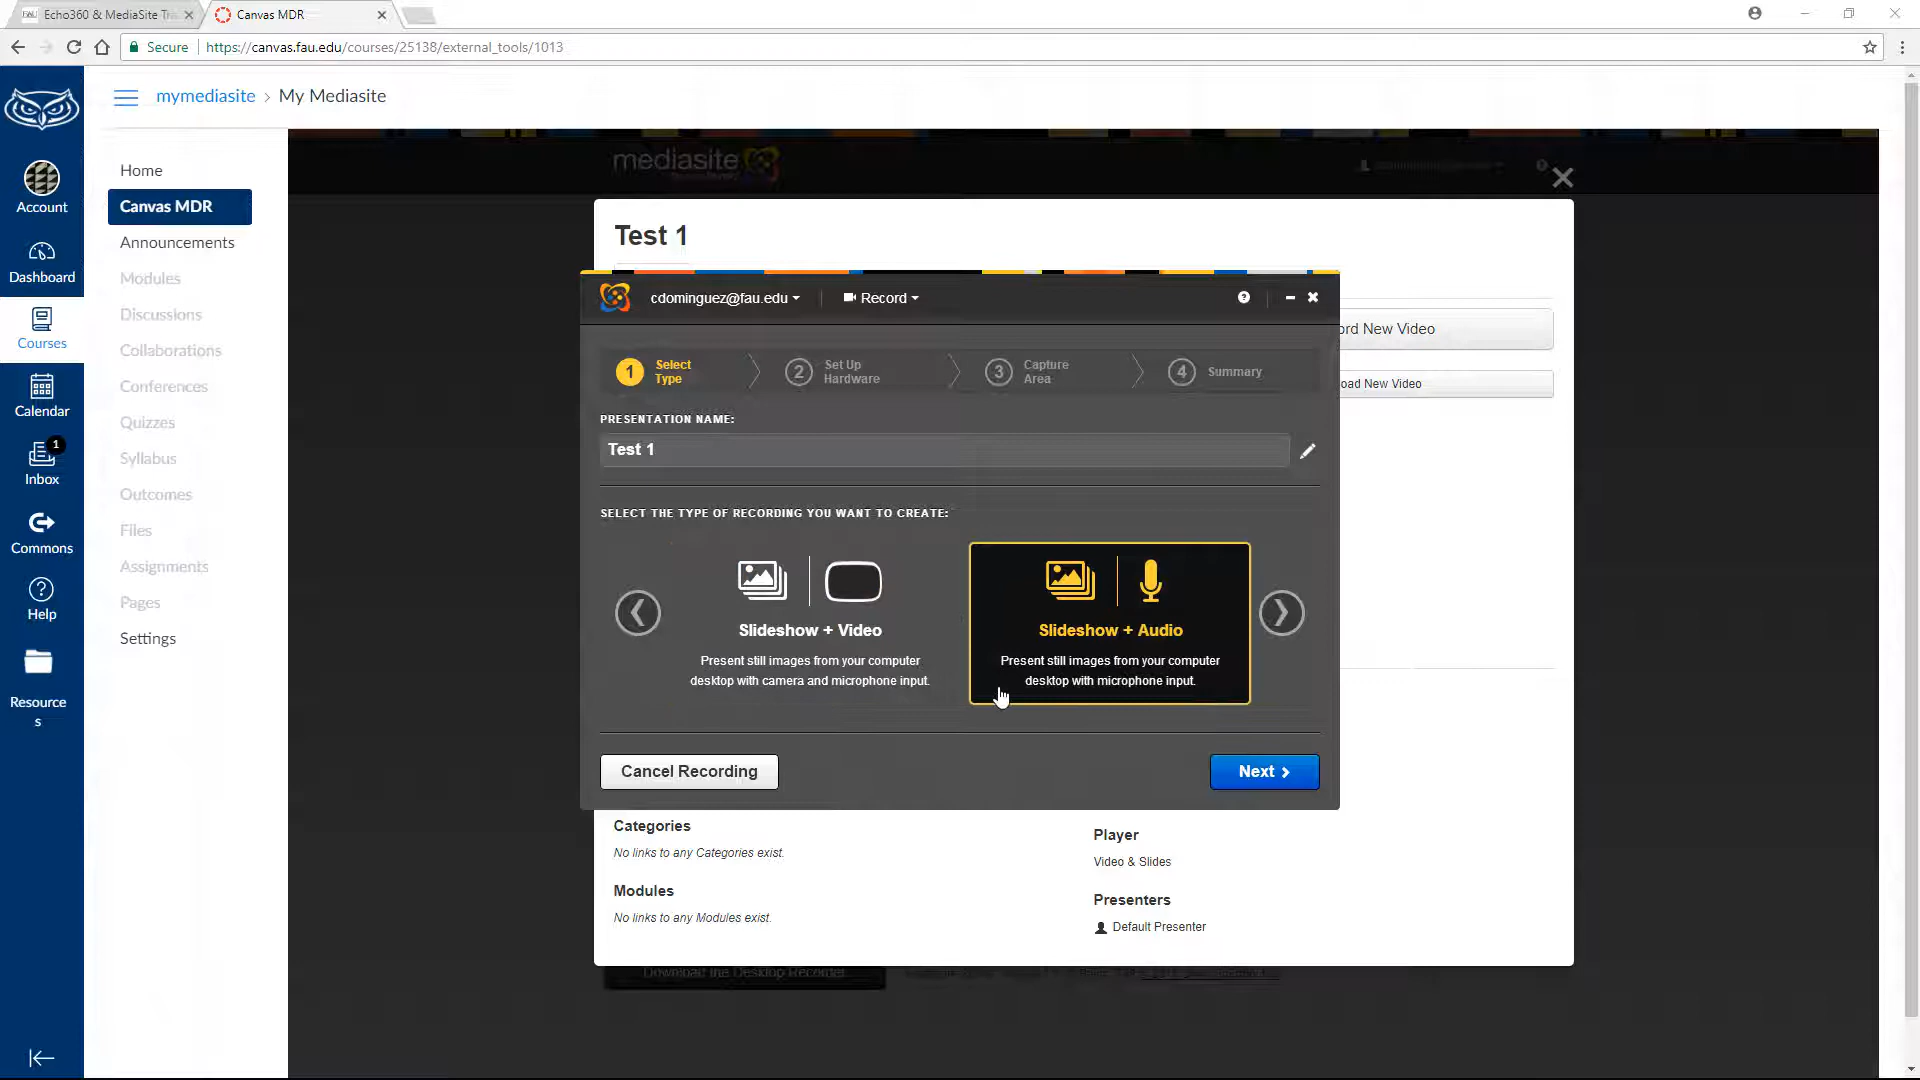 Echo360 & MediaSite Tra
Canvas MDR
Secure
https://canvas.fau.edu/courses/25138/external_tools/1013
mymediasite > My Mediasite
Account
Dashboard
Courses
Calendar
1
Inbox
Help
Commons
Resource
s
Home
Canvas MDR
Announcements
Modules
Discussions
Collaborations
Conferences
Quizzes
Syllabus
Outcomes
Files
Assignments
Pages
Settings
mediasite
Test 1
cdominguez@fau.edu
Record
ord New Video
oad New Video
1 Select
Type
2 Set Up
Hardware
3 Capture
Area
4 Summary
PRESENTATION NAME:
Test 1
SELECT THE TYPE OF RECORDING YOU WANT TO CREATE:
Slideshow + Video
Present still images from your computer
desktop with camera and microphone input.
Slideshow + Audio
Present still images from your computer
desktop with microphone input.
Cancel Recording
Next
Categories
No links to any Categories exist.
Modules
No links to any Modules exist.
Player
Video & Slides
Presenters
Default Presenter
Download the Desktop Recorder